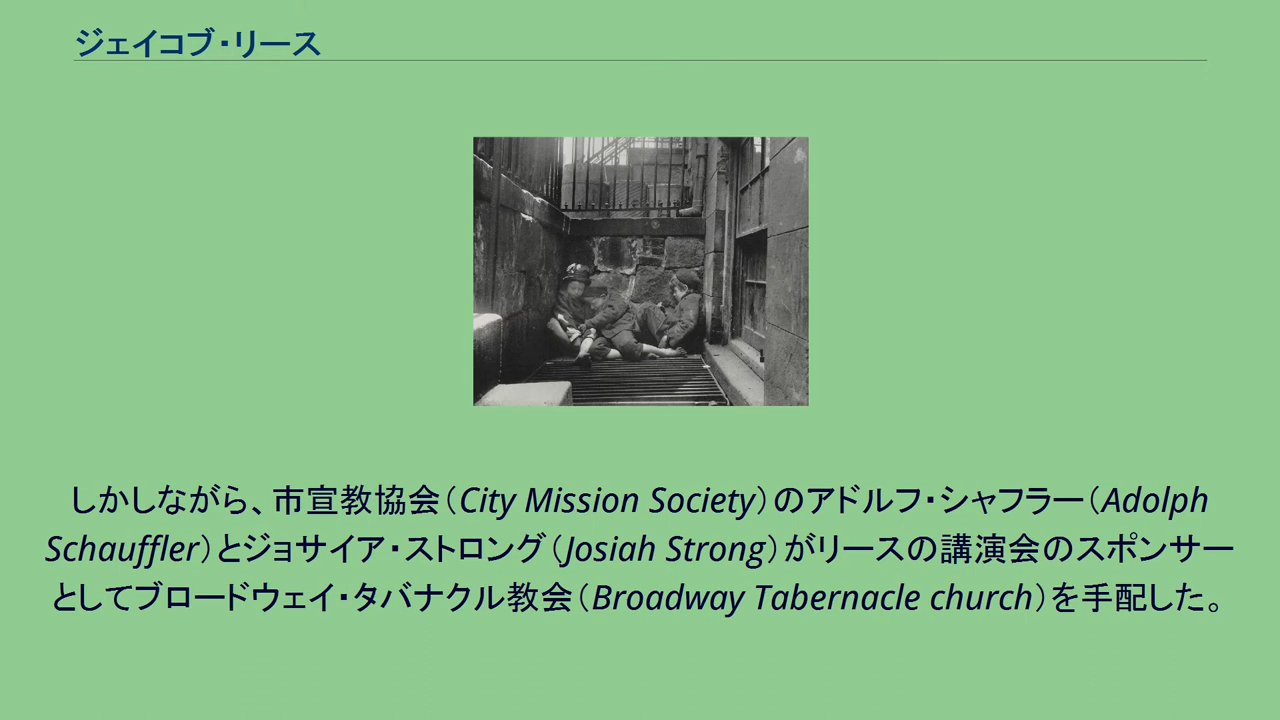 ジェイコブ・リース
しかしながら、市宣教協会（City Mission Society）のアドルフ・シャフラー（Adolph
Schauffler）とジョサイア・ストロング（Josiah Strong）がリースの講演会のスポンサー
としてブロードウェイ・タバナクル教会（Broadway Tabernacle church）を手配した。